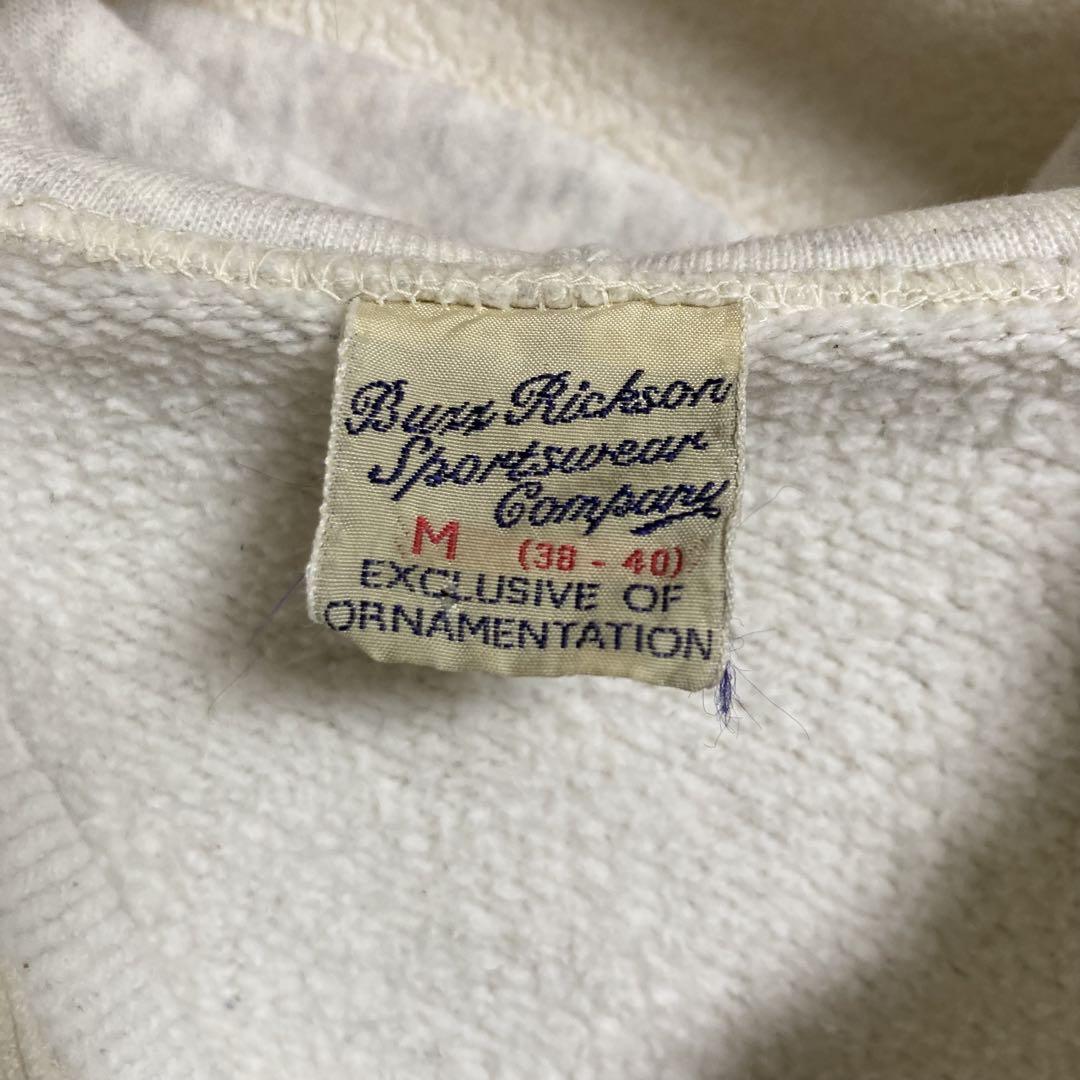 Buzz Rickson
Sportswear
Company
M (38 - 40)
EXCLUSIVE OF
ORNAMENTATION